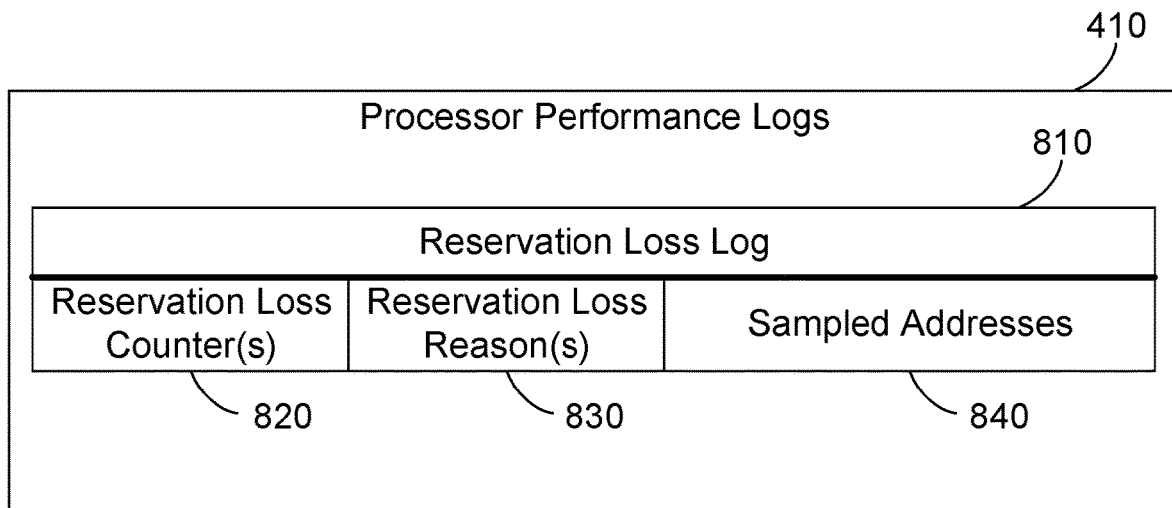 410
Processor Performance Logs
810
Reservation Loss Log
Reservation Loss
Counter(s)
Reservation Loss
Reason(s)
Sampled Addresses
820
830
840